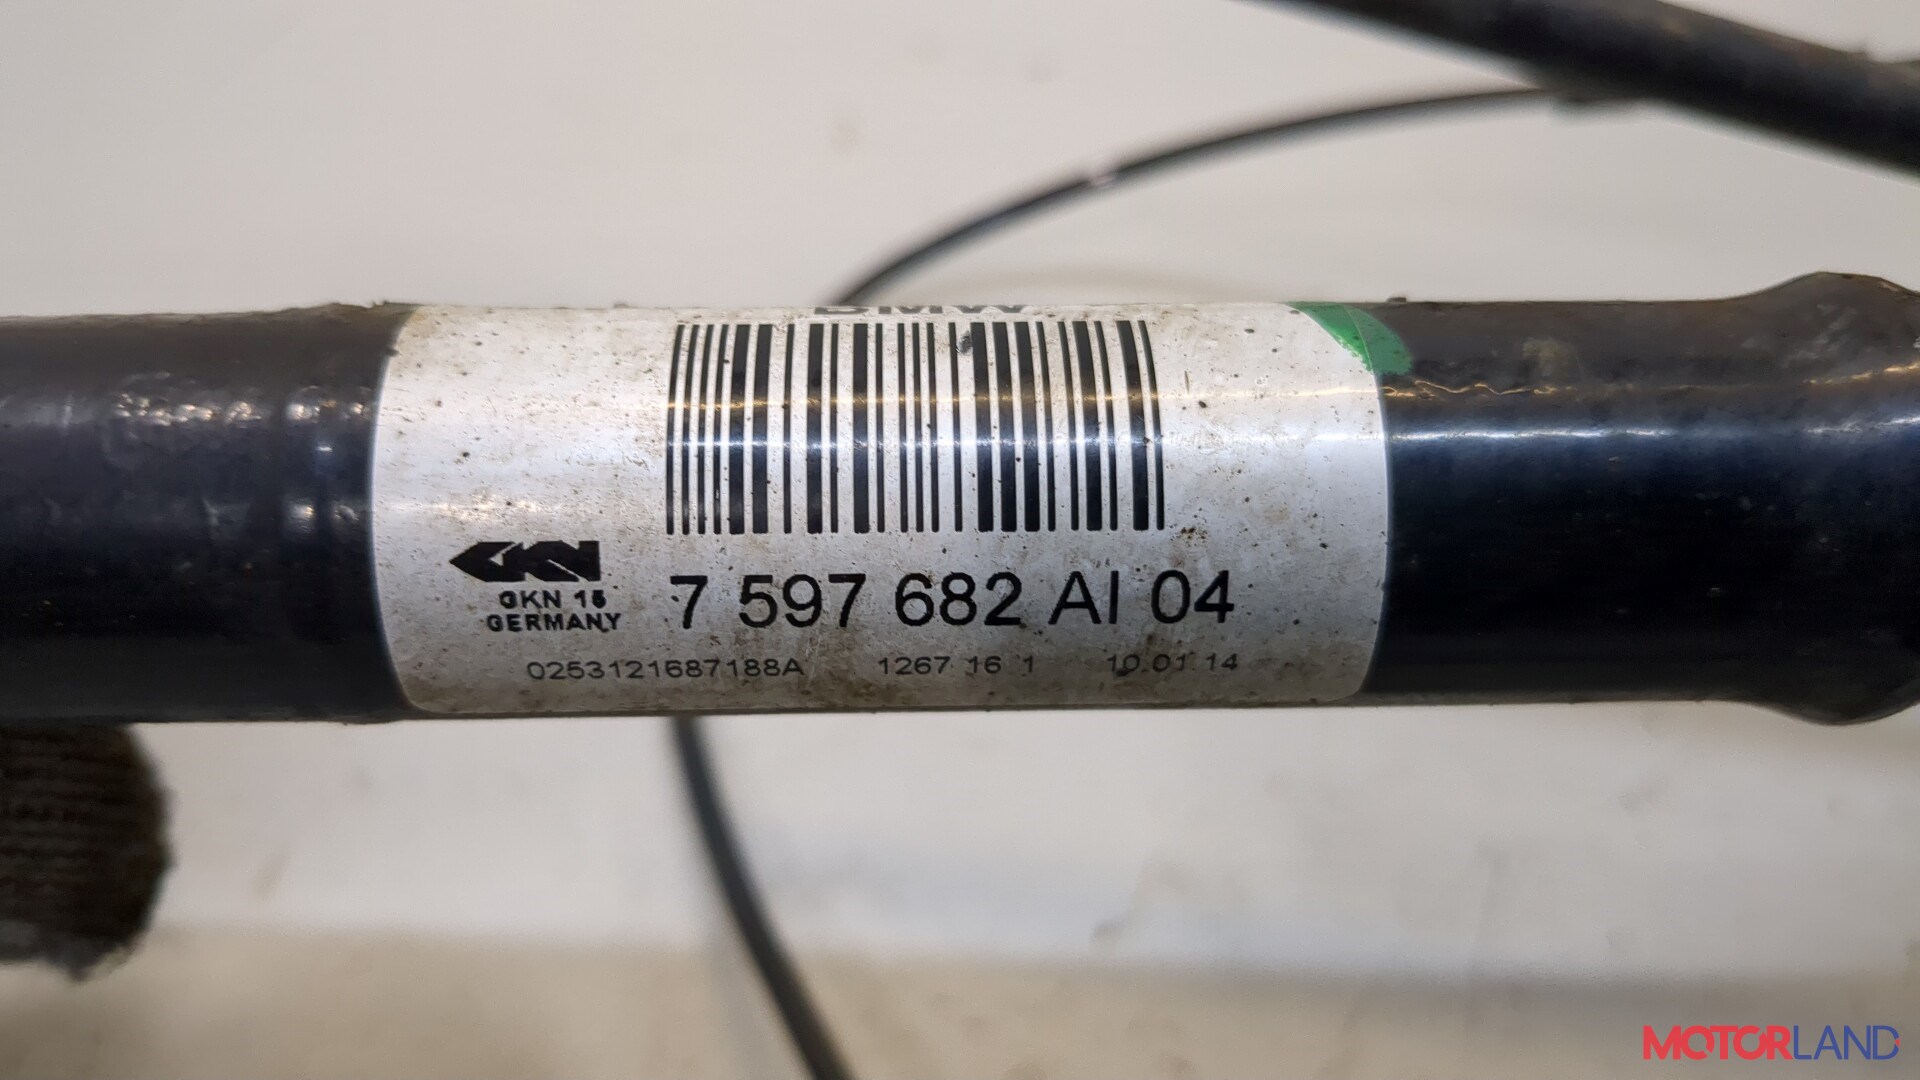 BMW
GKN
GKN 15
GERMANY
7 597 682 AI 04
0253121687188A 1267 16 1 10.01.14
MOTORLAND